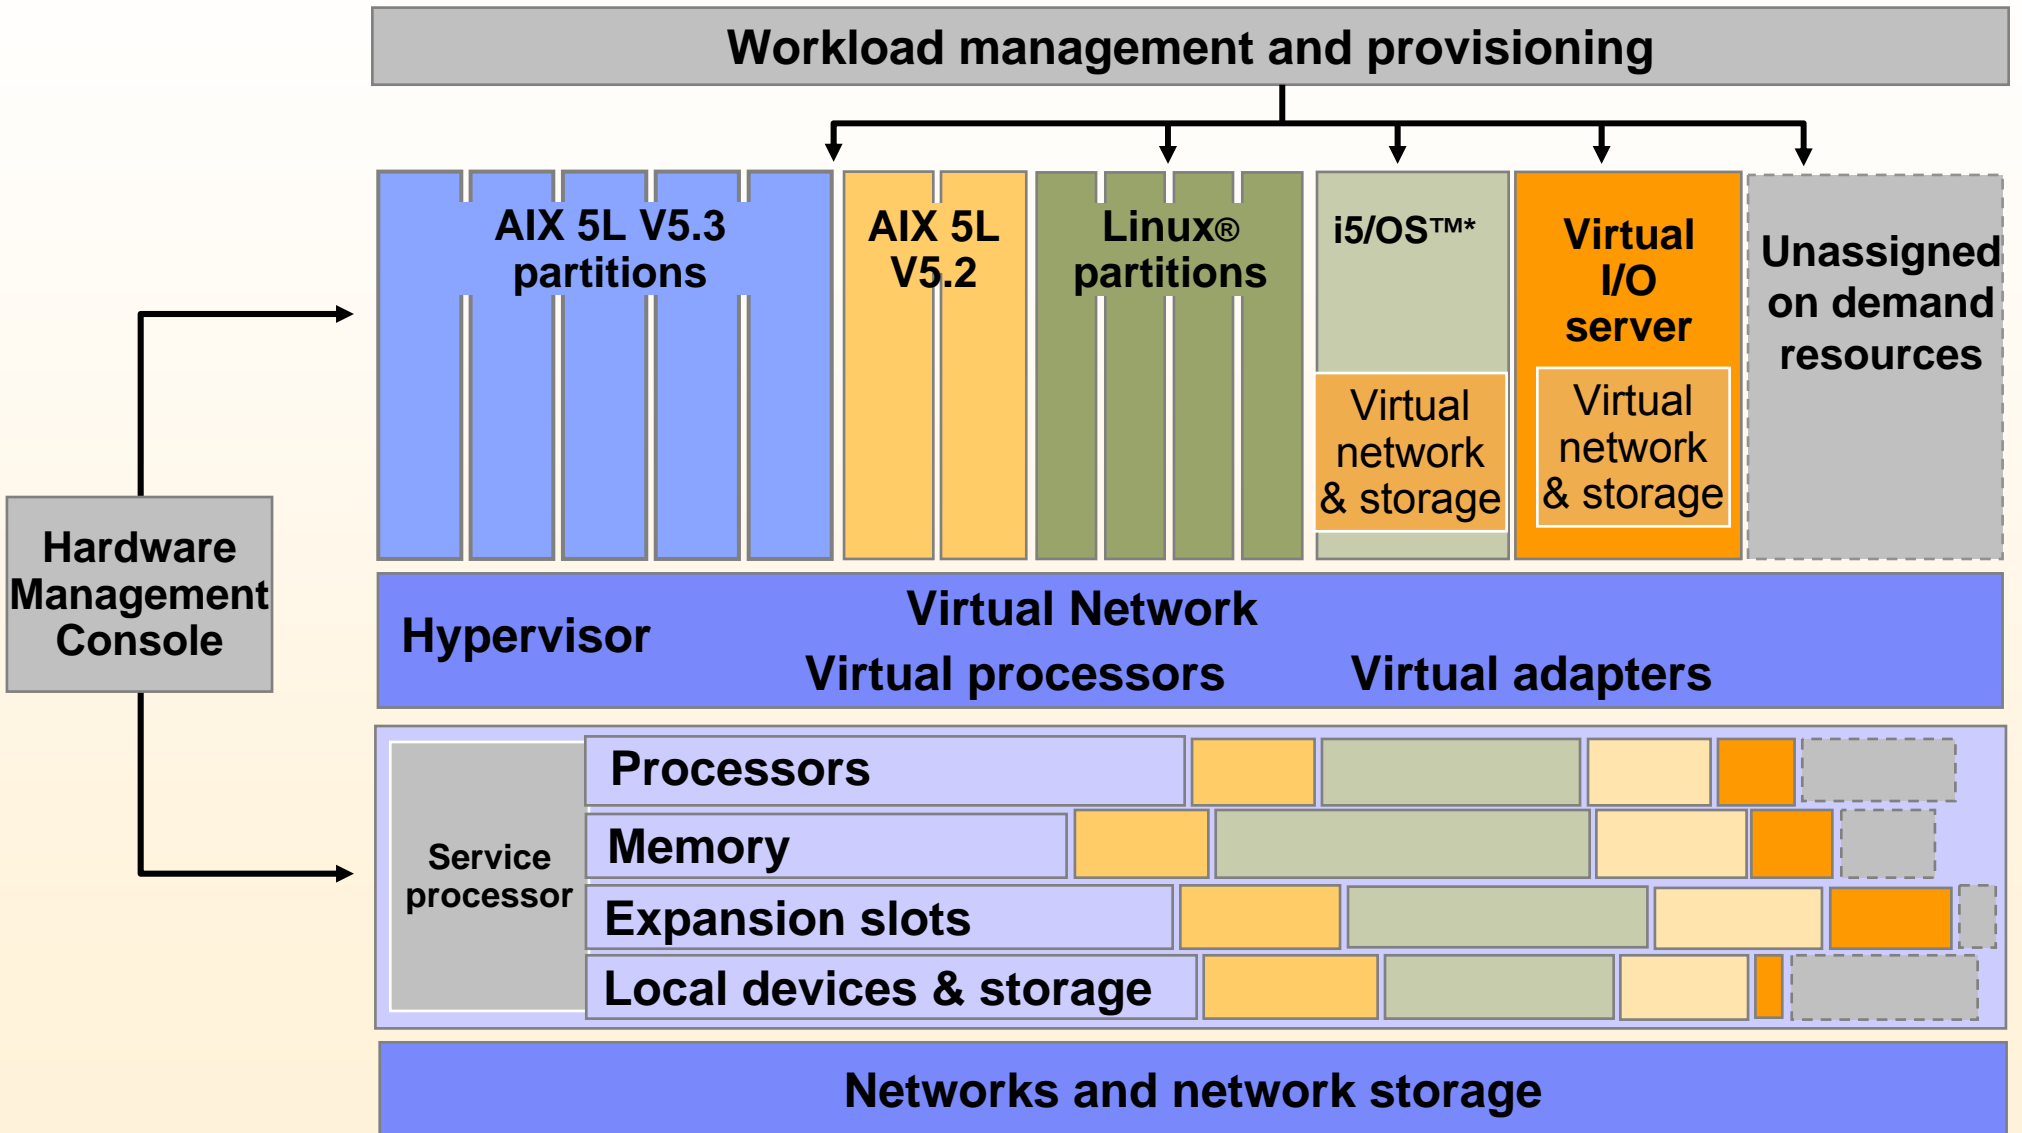 Workload management and provisioning
AIX 5L V5.3
partitions
AIX 5L
V5.2
Linux®
partitions
i5/OS™*
Virtual
network
& storage
Virtual
I/O
server
Virtual
network
& storage
Unassigned
on demand
resources
Hardware
Management
Console
Hypervisor
Virtual Network
Virtual processors
Virtual adapters
Service
processor
Processors
Memory
Expansion slots
Local devices & storage
Networks and network storage